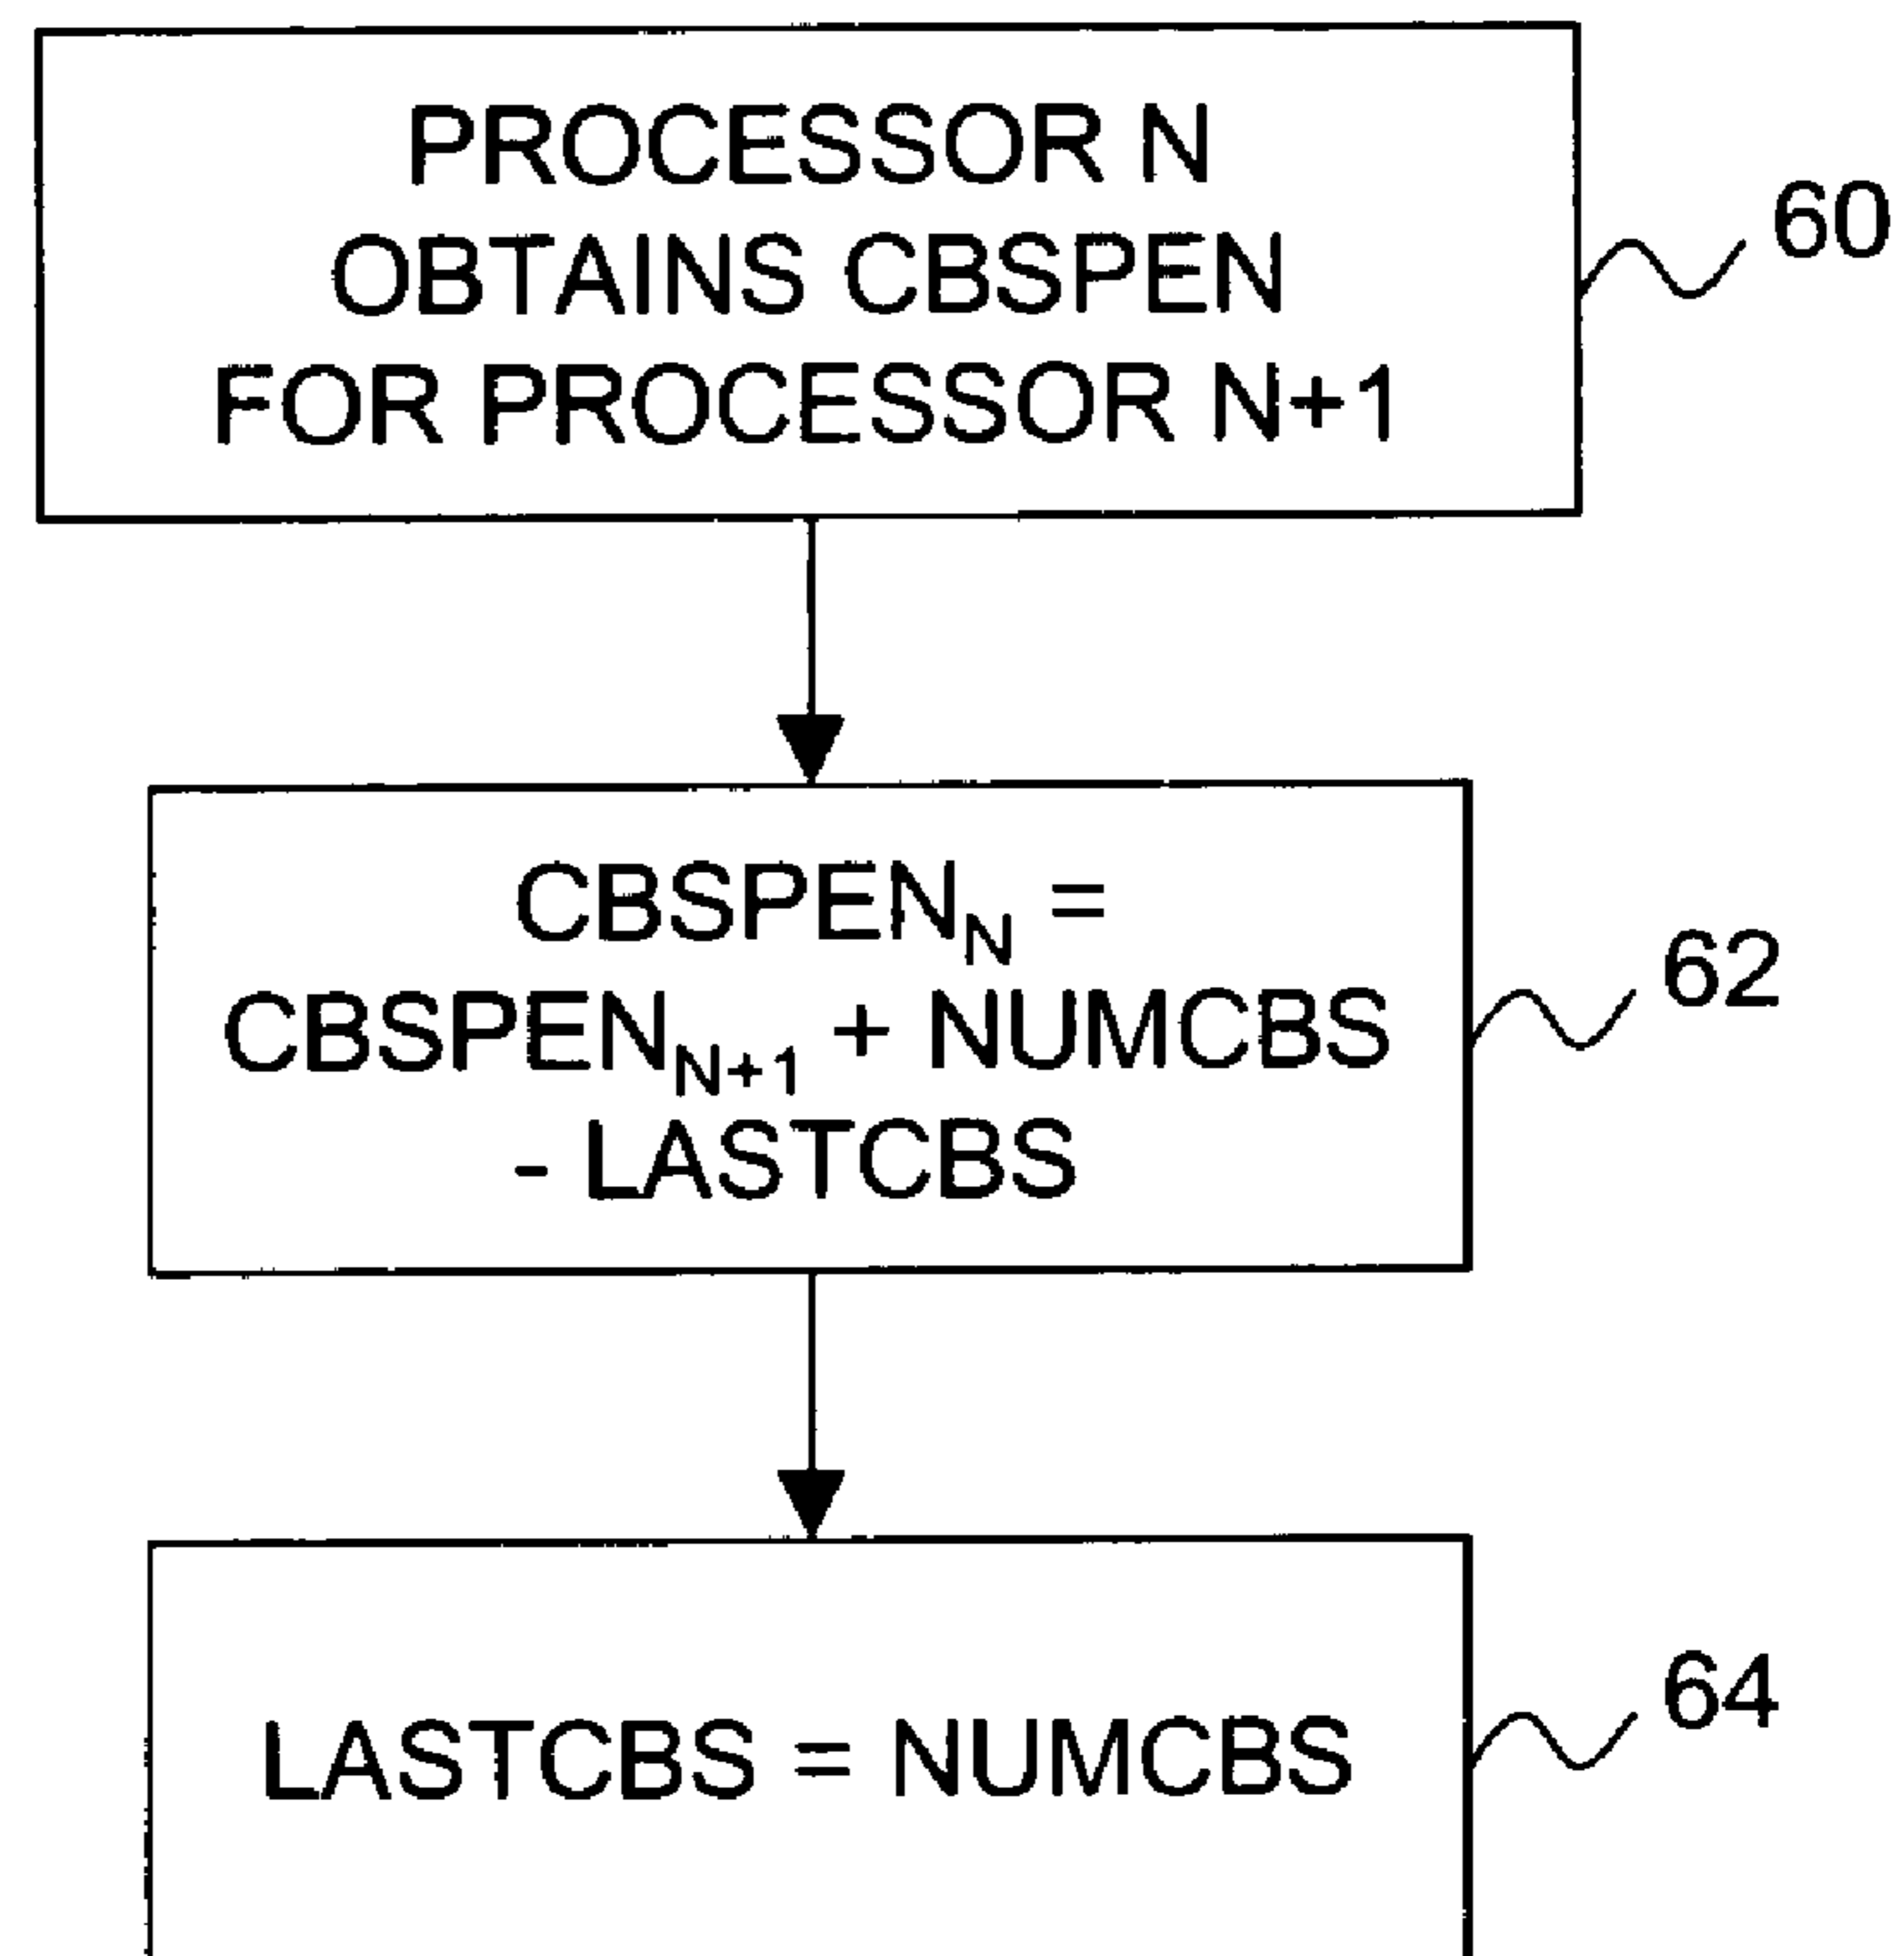 PROCESSOR N
OBTAINS CBSPEN
FOR PROCESSOR N+1
60
CBSPENN =
CBSPENN+1 + NUMCBS
- LASTCBS
62
LASTCBS = NUMCBS
64